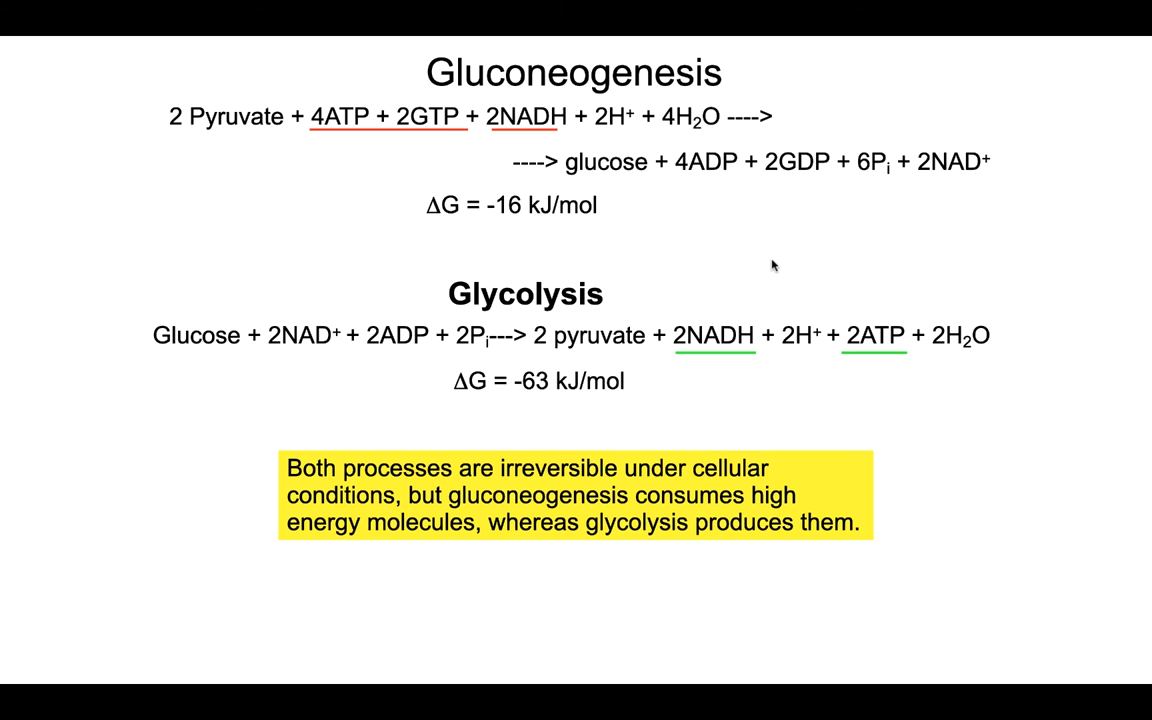 Gluconeogenesis
2 Pyruvate + 4ATP + 2GTP + 2NADH + 2H⁺ + 4H₂O ---->
----> glucose + 4ADP + 2GDP + 6Pᵢ + 2NAD⁺
ΔG = -16 kJ/mol
Glycolysis
Glucose + 2NAD⁺ + 2ADP + 2Pᵢ---> 2 pyruvate + 2NADH + 2H⁺ + 2ATP + 2H₂O
ΔG = -63 kJ/mol
Both processes are irreversible under cellular
conditions, but gluconeogenesis consumes high
energy molecules, whereas glycolysis produces them.